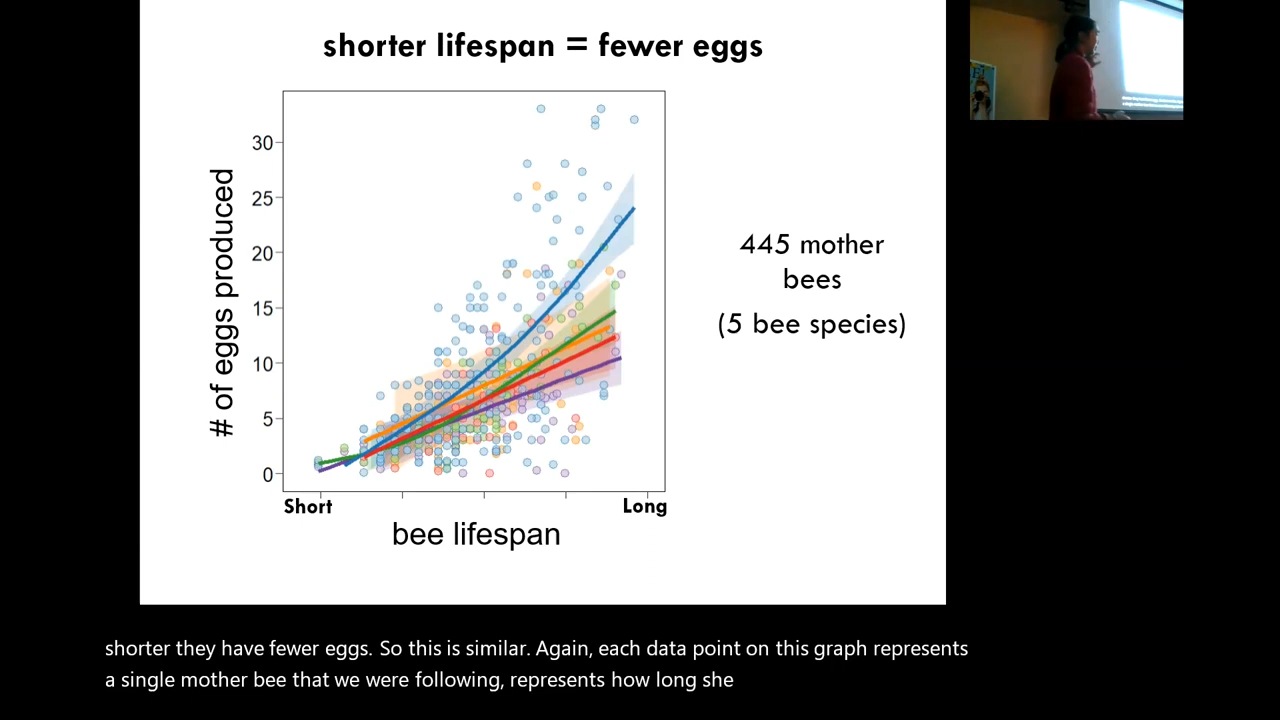 shorter lifespan = fewer eggs
# of eggs produced
30
25
20
15
10
5
0
Short
Long
bee lifespan
445 mother
bees
(5 bee species)
shorter they have fewer eggs. So this is similar. Again, each data point on this graph represents
a single mother bee that we were following, represents how long she